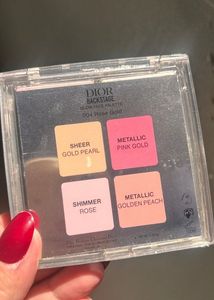 DIOR
BACKSTAGE
GLOW FACE PALETTE
004 Rose Gold
SHEER
GOLD PEARL
METALLIC
PINK GOLD
SHIMMER
ROSE
METALLIC
GOLDEN PEACH